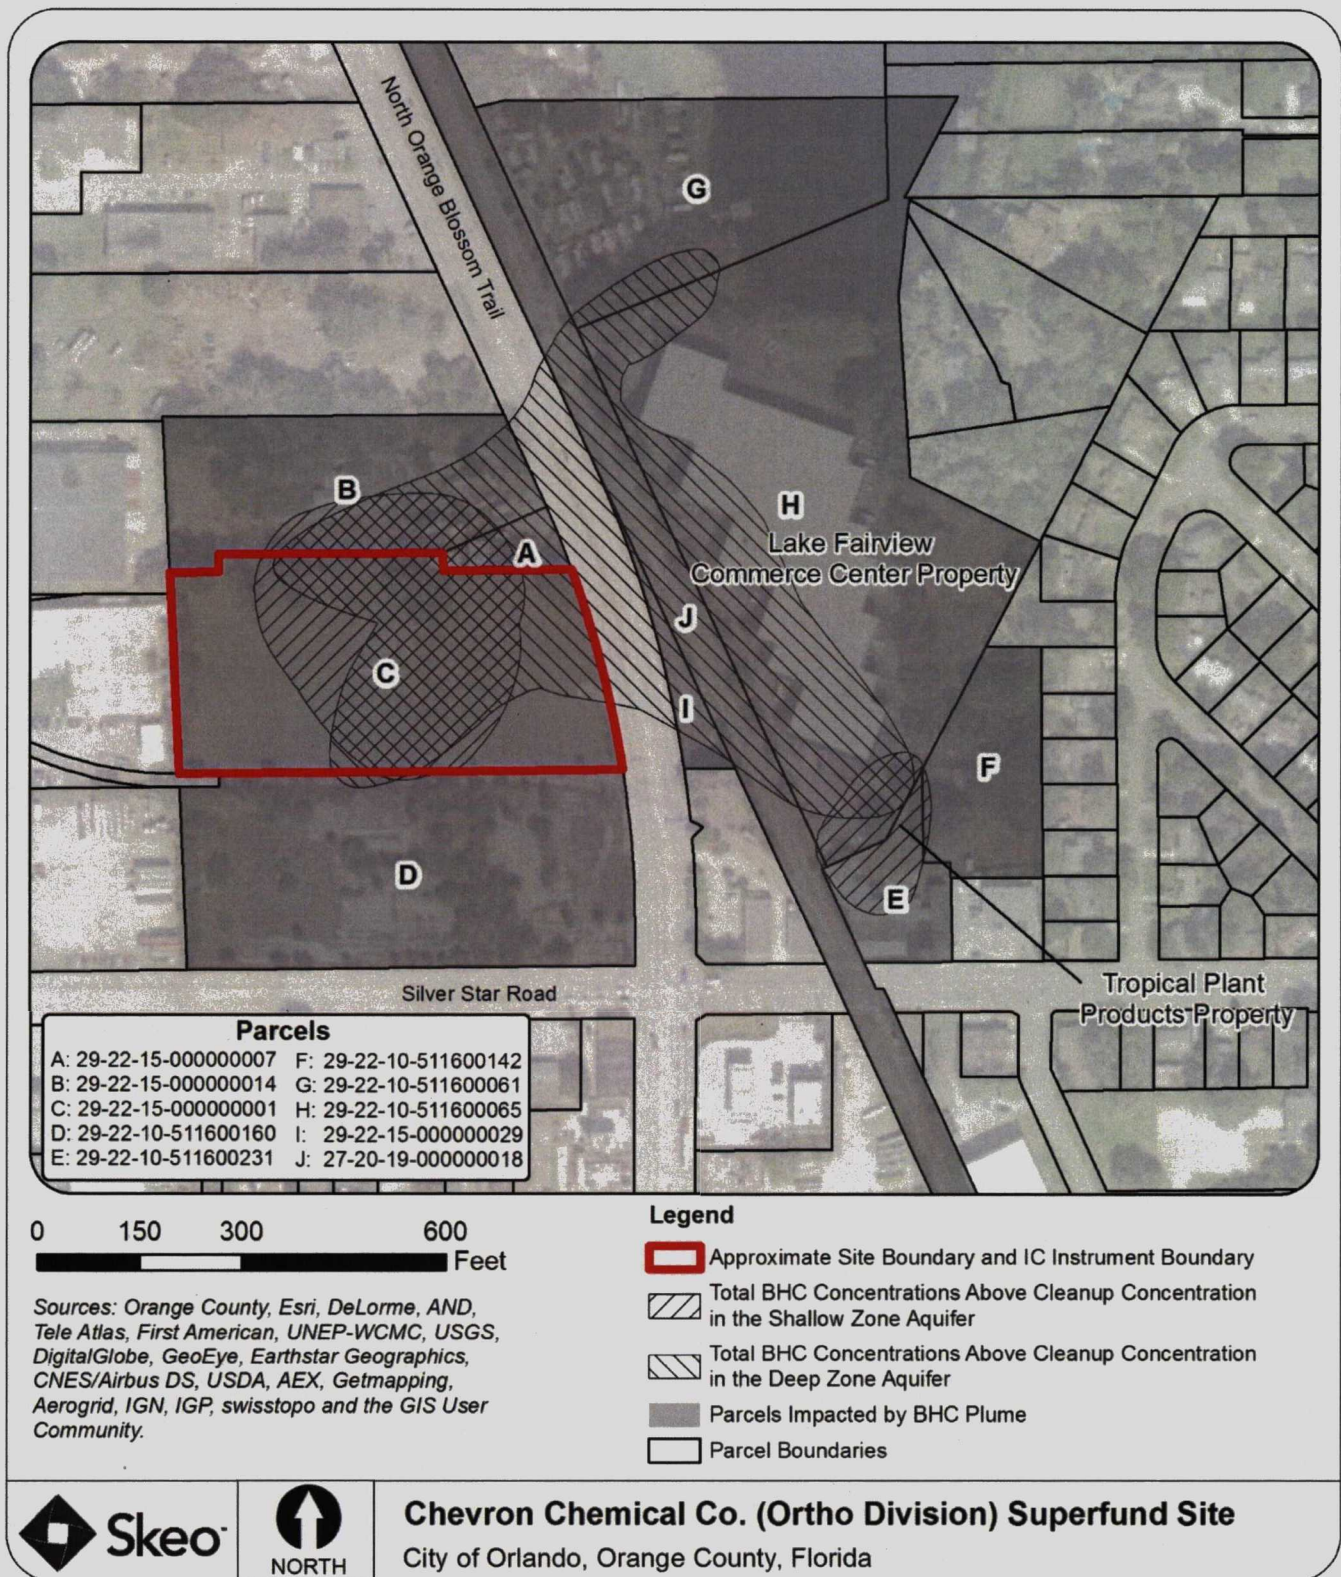 North Orange Blossom Trail
G
B
H
Lake Fairview
Commerce Center Property
A
J
C
I
F
D
E
Tropical Plant
Products Property
Silver Star Road
Parcels
A: 29-22-15-000000007 F: 29-22-10-511600142
B: 29-22-15-000000014 G: 29-22-10-511600061
C: 29-22-15-000000001 H: 29-22-10-511600065
D: 29-22-10-511600160 I: 29-22-15-000000029
E: 29-22-10-511600231 J: 27-20-19-000000018
0 150 300 600
Feet
Sources: Orange County, Esri, DeLorme, AND,
Tele Atlas, First American, UNEP-WCMC, USGS,
DigitalGlobe, GeoEye, Earthstar Geographics,
CNES/Airbus DS, USDA, AEX, Getmapping,
Aerogrid, IGN, IGP, swisstopo and the GIS User
Community.
Legend
Approximate Site Boundary and IC Instrument Boundary
Total BHC Concentrations Above Cleanup Concentration
in the Shallow Zone Aquifer
Total BHC Concentrations Above Cleanup Concentration
in the Deep Zone Aquifer
Parcels Impacted by BHC Plume
Parcel Boundaries
Skeo
NORTH
Chevron Chemical Co. (Ortho Division) Superfund Site
City of Orlando, Orange County, Florida